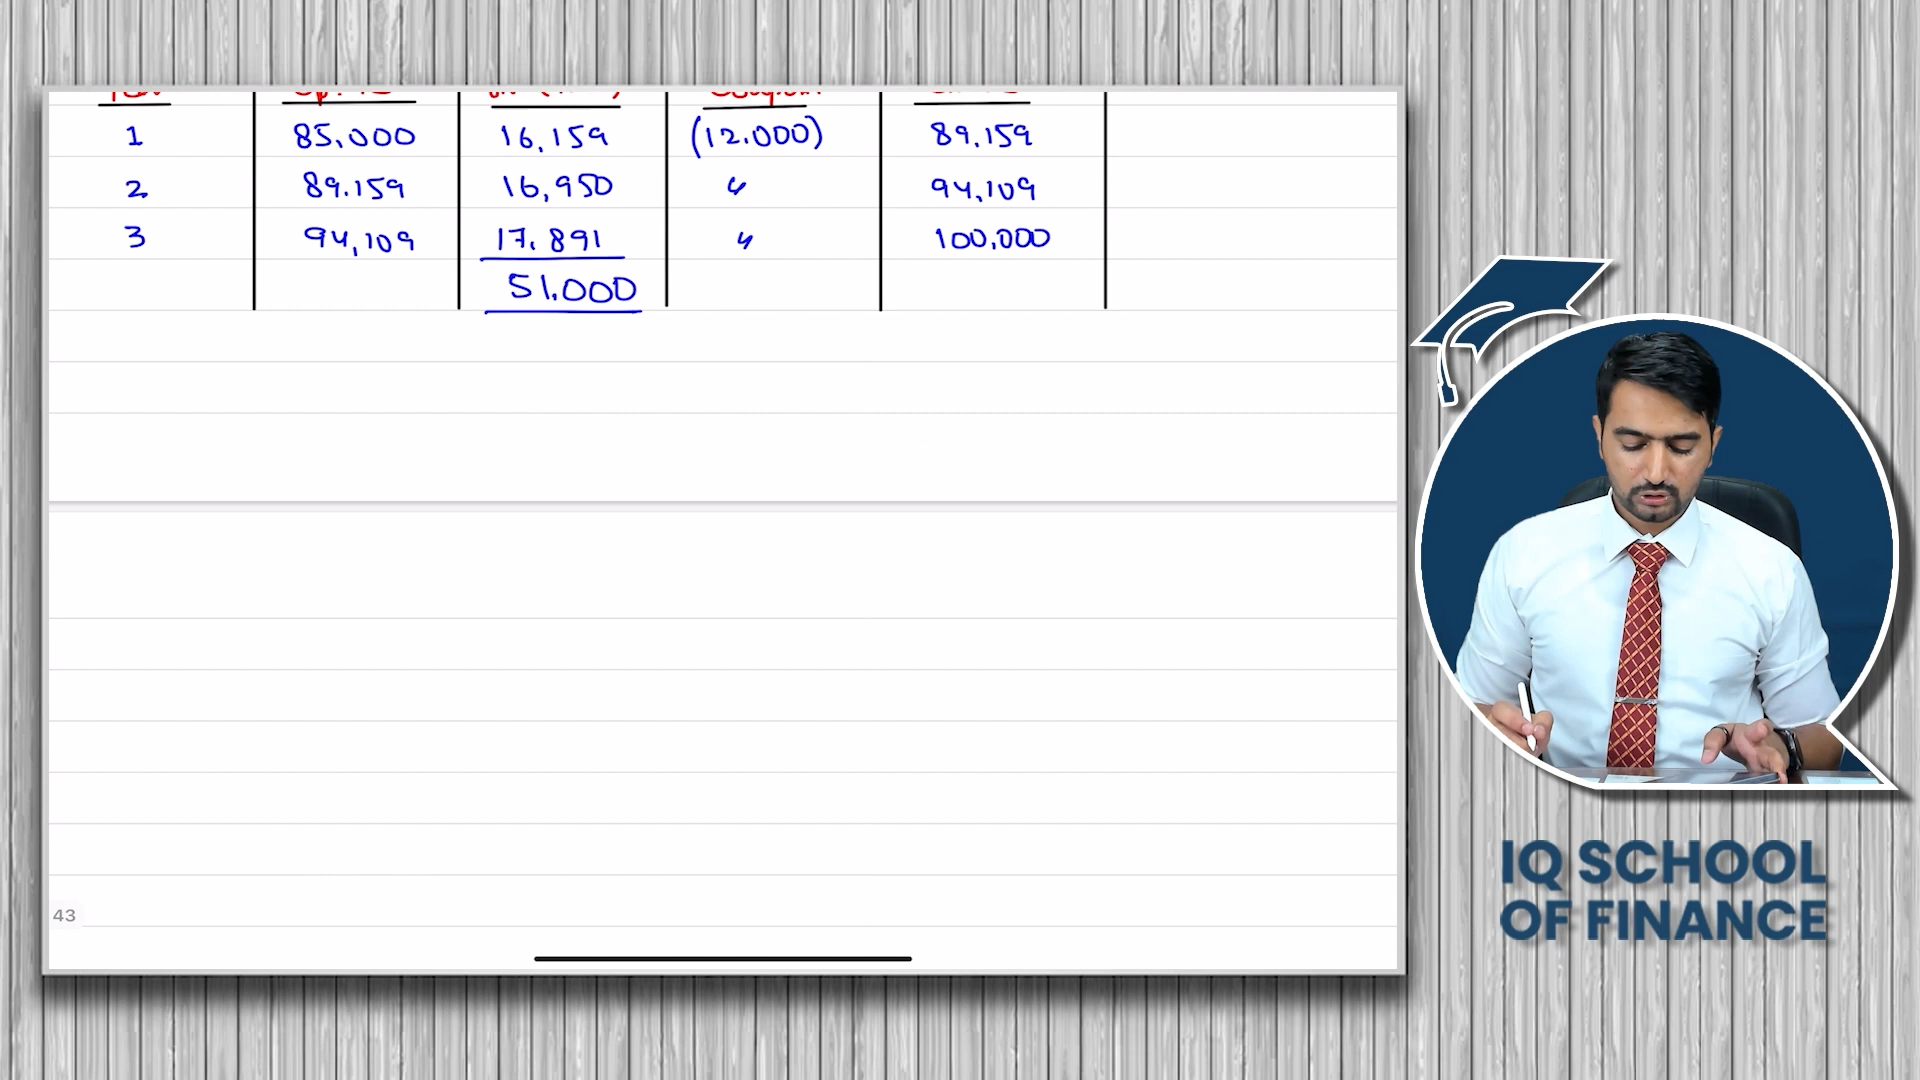 1 85,000 16,159 (12.000) 89.159
2 89.159 16,950 " 94,109
3 94,109 17.891 " 100,000
51.000
43
IQ SCHOOL
OF FINANCE